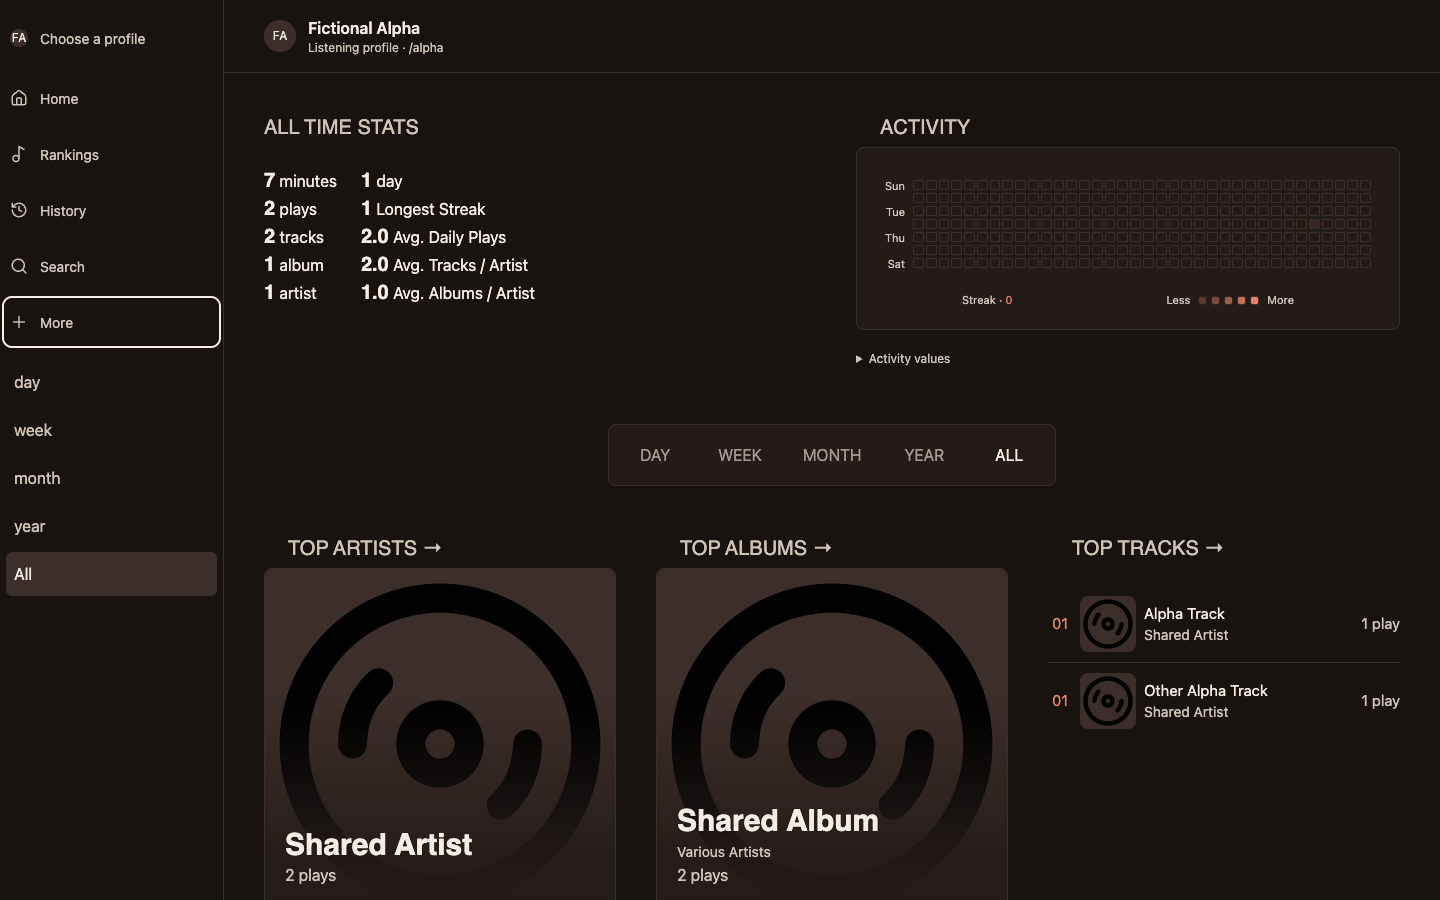 FA Choose a profile
Home
Rankings
History
Search
More
day
week
month
year
All
FA
Fictional Alpha
Listening profile · /alpha
ALL TIME STATS
7 minutes
2 plays
2 tracks
1 album
1 artist
1 day
1 Longest Streak
2.0 Avg. Daily Plays
2.0 Avg. Tracks / Artist
1.0 Avg. Albums / Artist
ACTIVITY
Sun
Tue
Thu
Sat
Streak · 0
Less
More
Activity values
DAY WEEK MONTH YEAR ALL
TOP ARTISTS →
Shared Artist
2 plays
TOP ALBUMS →
Shared Album
Various Artists
2 plays
TOP TRACKS →
01 Alpha Track 1 play
Shared Artist
01 Other Alpha Track 1 play
Shared Artist